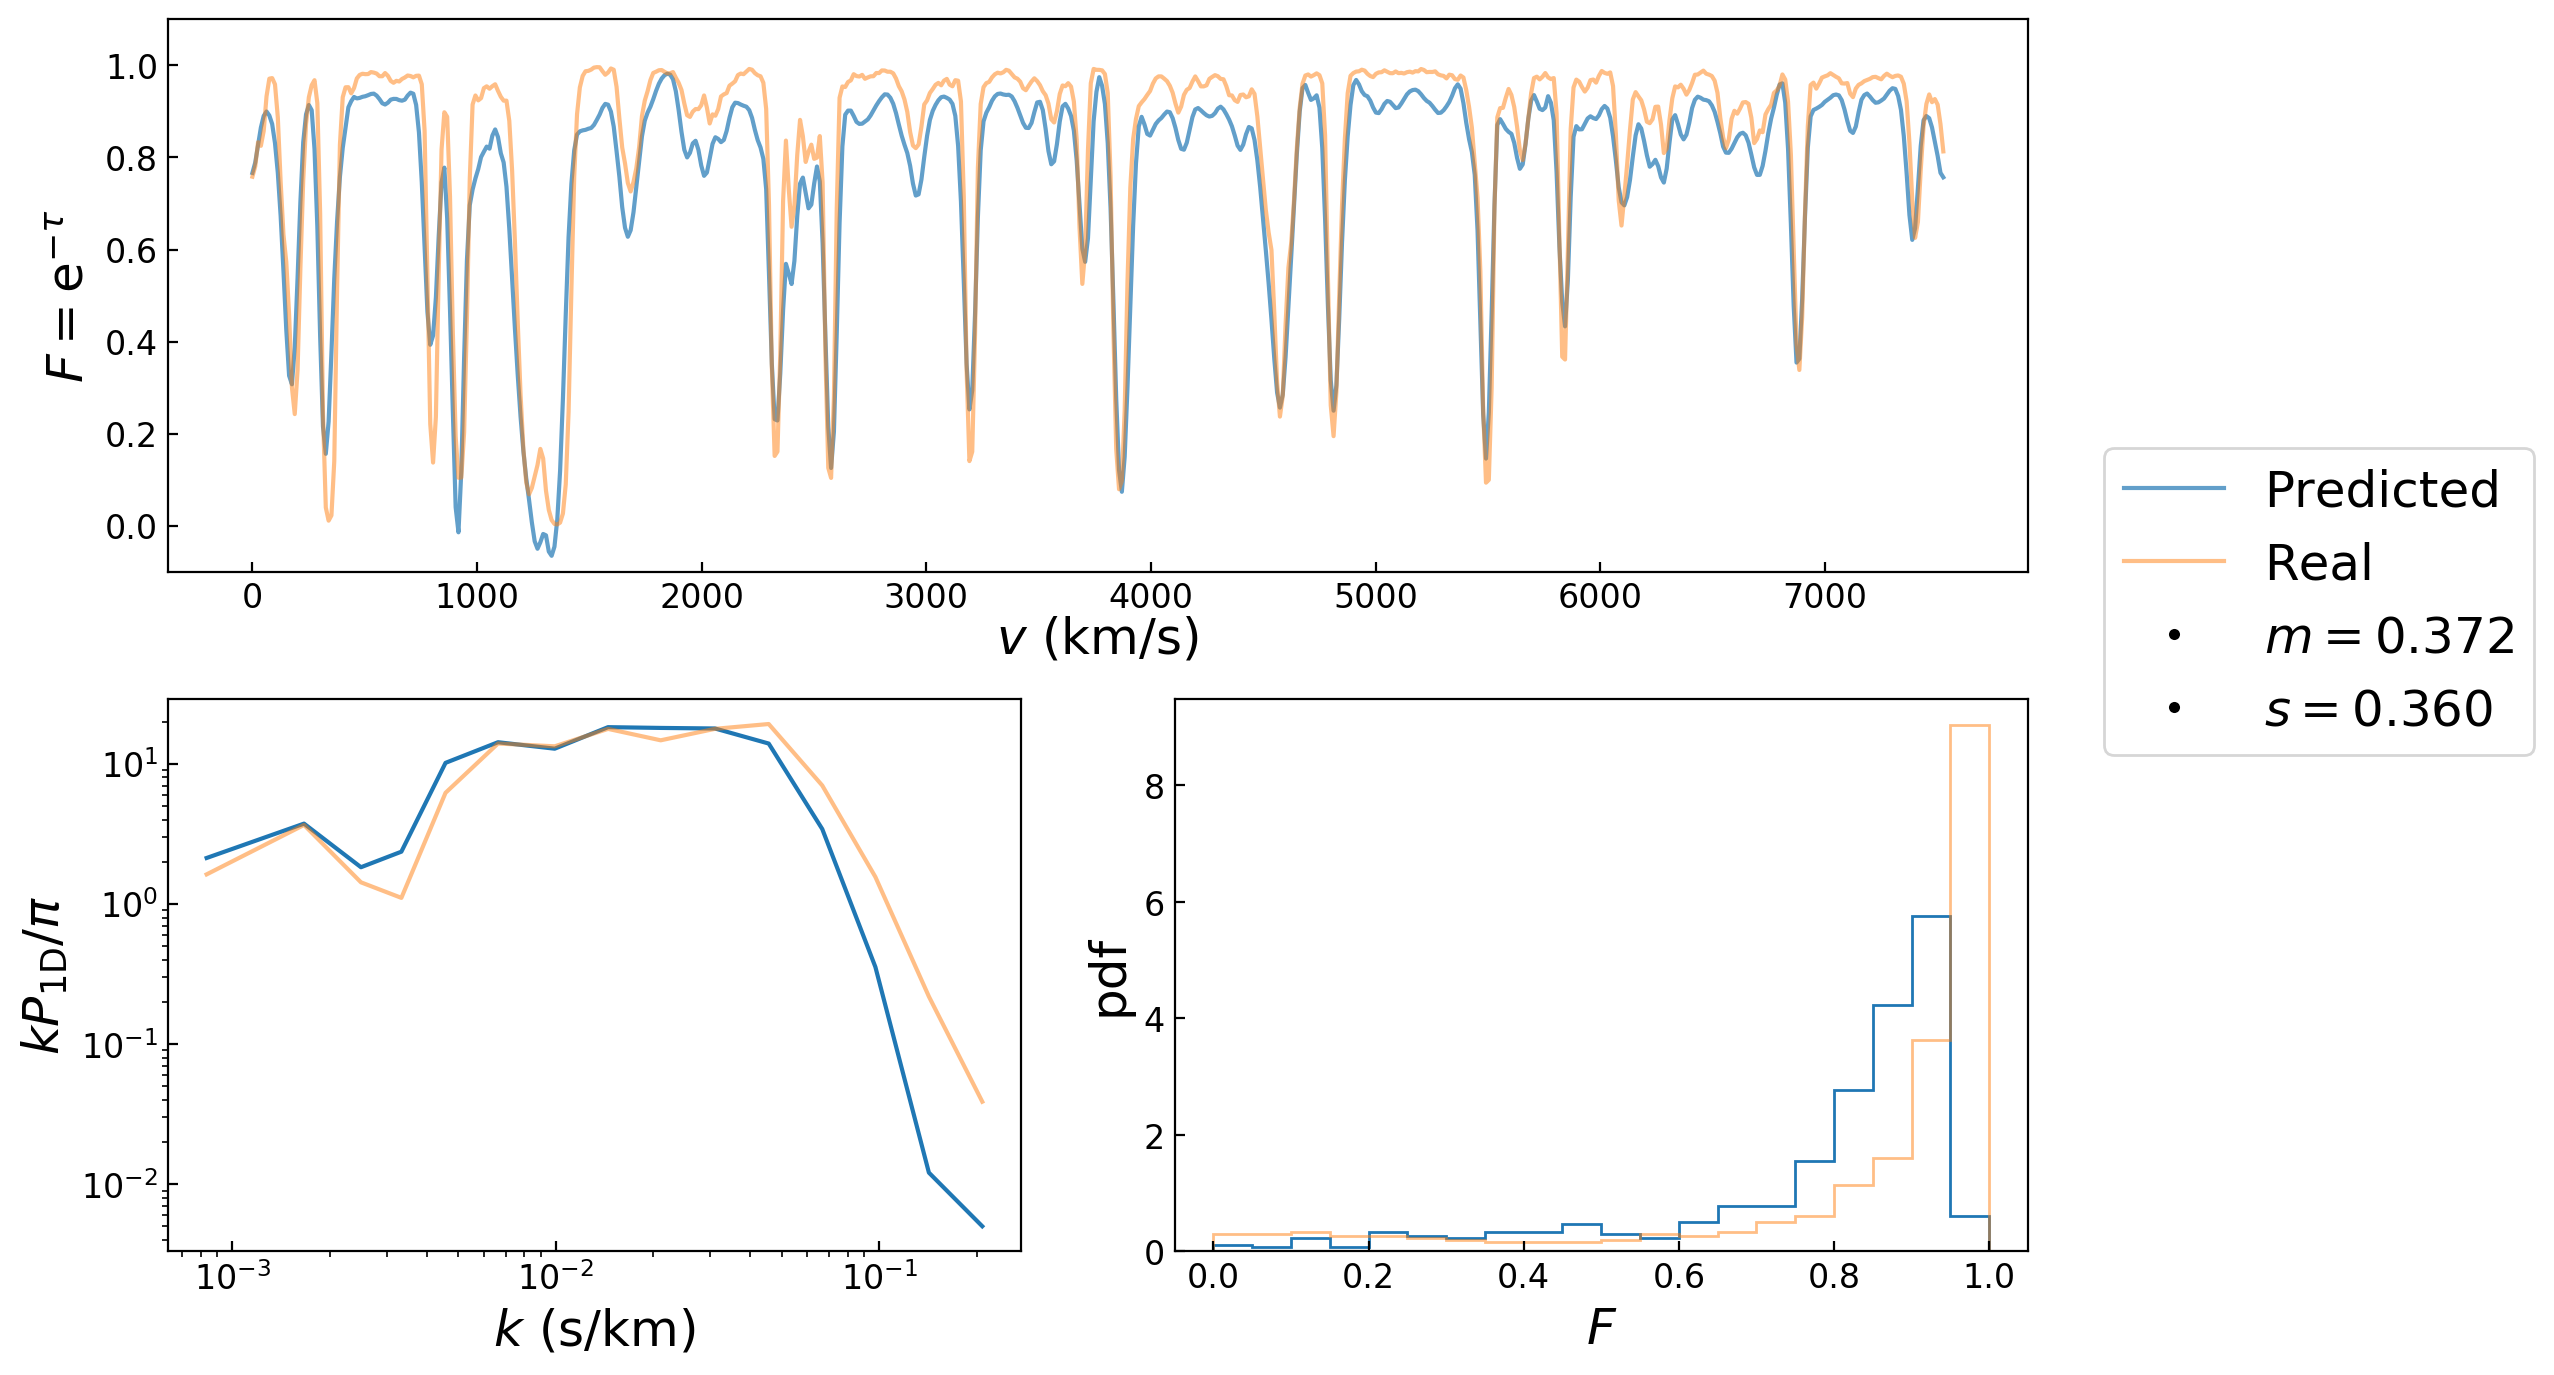 F = e^{-τ}
1.0
0.8
0.6
0.4
0.2
0.0
0 1000 2000 3000 4000 5000 6000 7000
v (km/s)
Predicted
Real
m = 0.372
s = 0.360
kP_{1D}/π
10^1
10^0
10^{-1}
10^{-2}
10^{-3} 10^{-2} 10^{-1}
k (s/km)
pdf
8
6
4
2
0
0.0 0.2 0.4 0.6 0.8 1.0
F